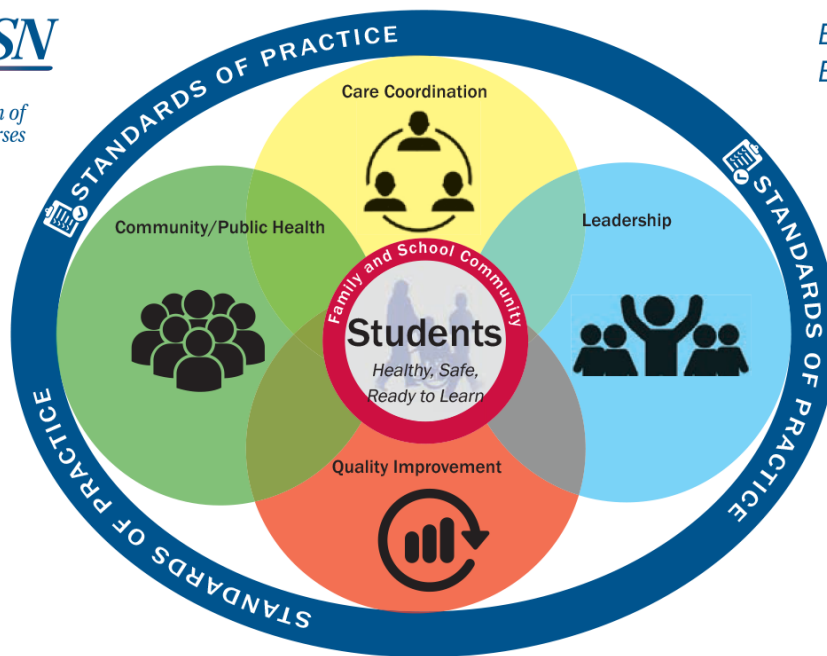 SN
of
rses
E
E
STANDARDS OF PRACTICE
STANDARDS OF PRACTICE
STANDARDS OF PRACTICE
Care Coordination
Community/Public Health
Leadership
Family and School Community
Students
Healthy, Safe,
Ready to Learn
Quality Improvement